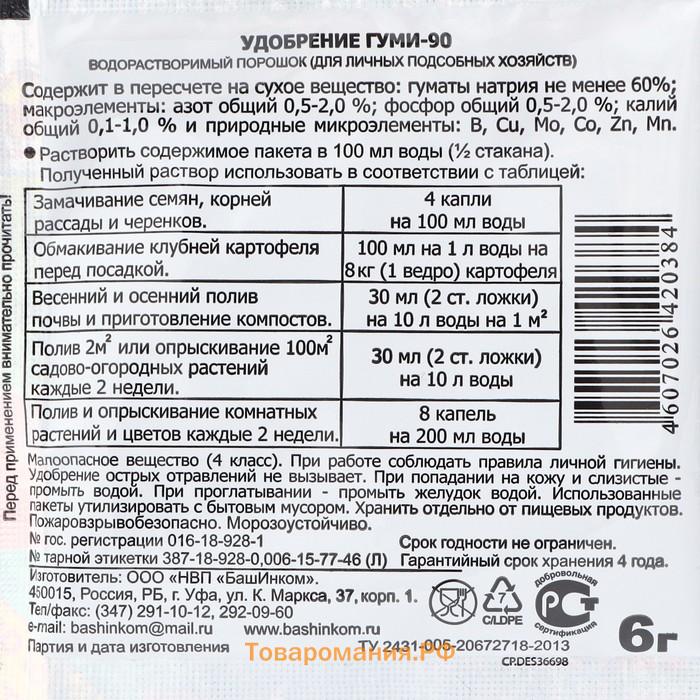 УДОБРЕНИЕ ГУМИ-90
ВОДОРАСТВОРИМЫЙ ПОРОШОК (ДЛЯ ЛИЧНЫХ ПОДСОБНЫХ ХОЗЯЙСТВ)
Содержит в пересчете на сухое вещество: гуматы натрия не менее 60%;
макроэлементы: азот общий 0,5-2,0 %; фосфор общий 0,5-2,0 %; калий
общий 0,1-1,0 % и природные микроэлементы: B, Cu, Mo, Co, Zn, Mn.
● Растворить содержимое пакета в 100 мл воды (½ стакана).
Полученный раствор использовать в соответствии с таблицей:
Замачивание семян, корней
рассады и черенков.
4 капли
на 100 мл воды
Обмакивание клубней картофеля
перед посадкой.
100 мл на 1 л воды на
8 кг (1 ведро) картофеля
Весенний и осенний полив
почвы и приготовление компостов.
30 мл (2 ст. ложки)
на 10 л воды на 1 м²
Полив 2м² или опрыскивание 100м²
садово-огородных растений
каждые 2 недели.
30 мл (2 ст. ложки)
на 10 л воды
Полив и опрыскивание комнатных
растений и цветов каждые 2 недели.
8 капель
на 200 мл воды
Перед применением внимательно прочитать!
4607026 420384
Малоопасное вещество (4 класс). При работе соблюдать правила личной гигиены.
Удобрение острых отравлений не вызывает. При попадании на кожу и слизистые -
промыть водой. При проглатывании - промыть желудок водой. Использованные
пакеты утилизировать с бытовым мусором. Хранить отдельно от пищевых продуктов.
Пожаровзрывобезопасно. Морозоустойчиво.
№ гос. регистрации 016-18-928-1
№ тарной этикетки 387-18-928-0,006-15-77-46 (Л)
Срок годности не ограничен.
Гарантийный срок хранения 4 года.
Изготовитель: ООО «НВП «БашИнком».
450015, Россия, РБ, г. Уфа, ул. К. Маркса, 37, корп. 1.
Тел/факс: (347) 291-10-12, 292-09-60
e-mail: bashinkom@mail.ru www.bashinkom.ru
Партия и дата изготовления
ТУ 2431-005-20672718-2013
CP.DES36698
7
C/LDPE
добровольная
РСТ
сертификация
6г
Товаромания.РФ